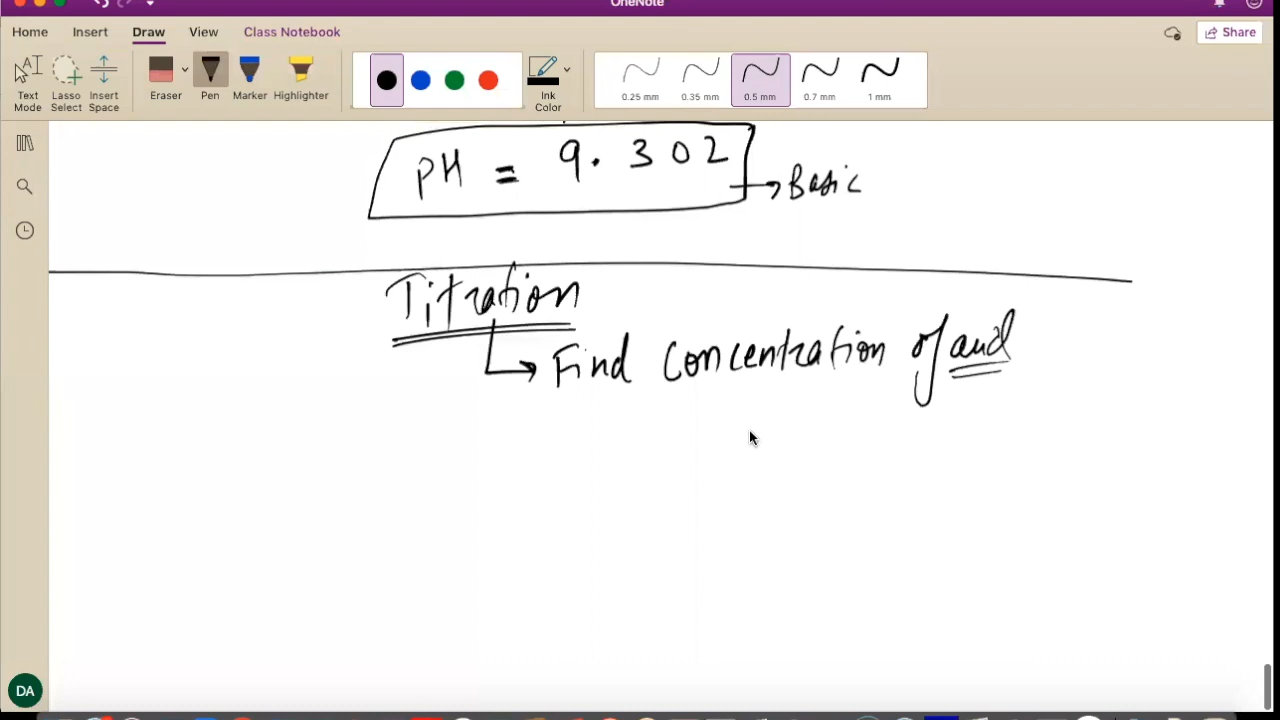 OneNote
Home Insert Draw View Class Notebook Share
Text Mode
Lasso Select
Insert Space
Eraser
Pen
Marker
Highlighter
Ink Color
0.25 mm
0.35 mm
0.5 mm
0.7 mm
1 mm
PH = 9.302
→ Basic
Titration
↳ Find concentration of and
DA